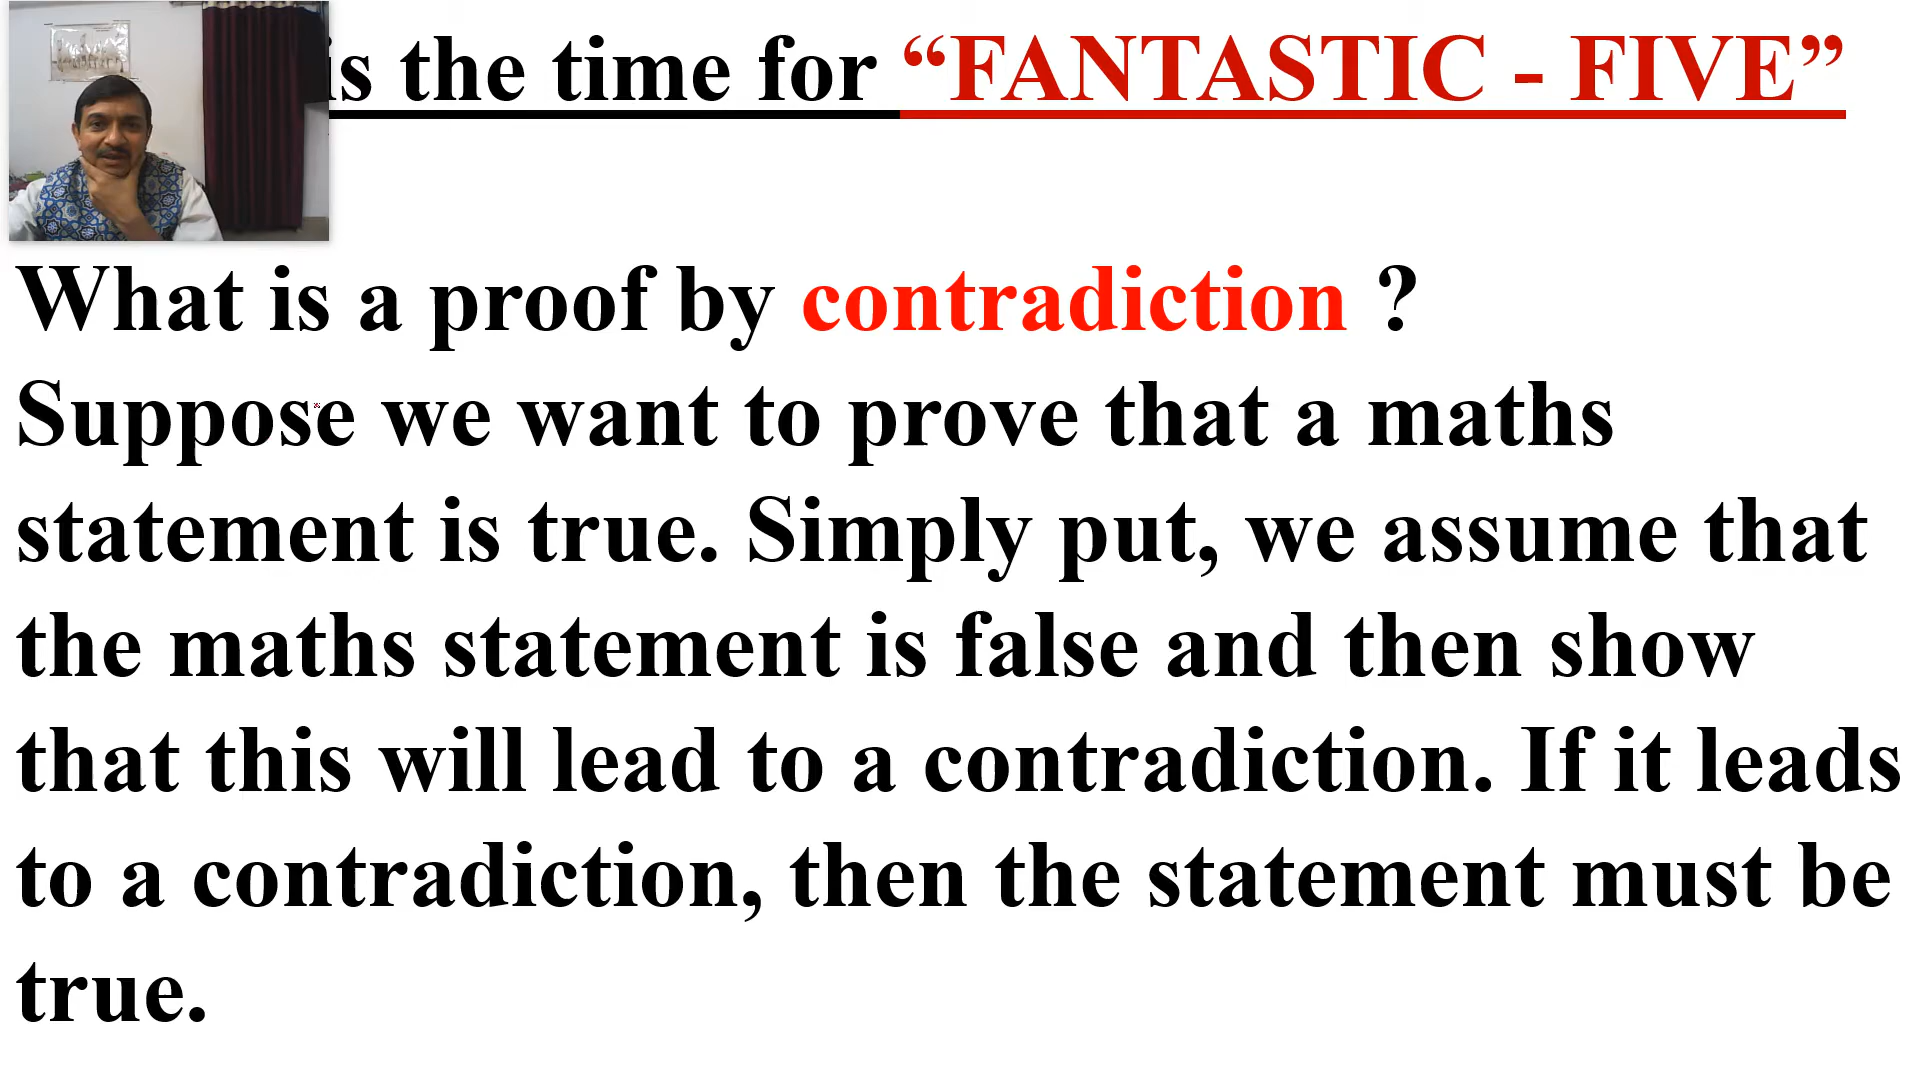 is the time for “FANTASTIC - FIVE”
What is a proof by contradiction ?
Suppose we want to prove that a maths
statement is true. Simply put, we assume that
the maths statement is false and then show
that this will lead to a contradiction. If it leads
to a contradiction, then the statement must be
true.